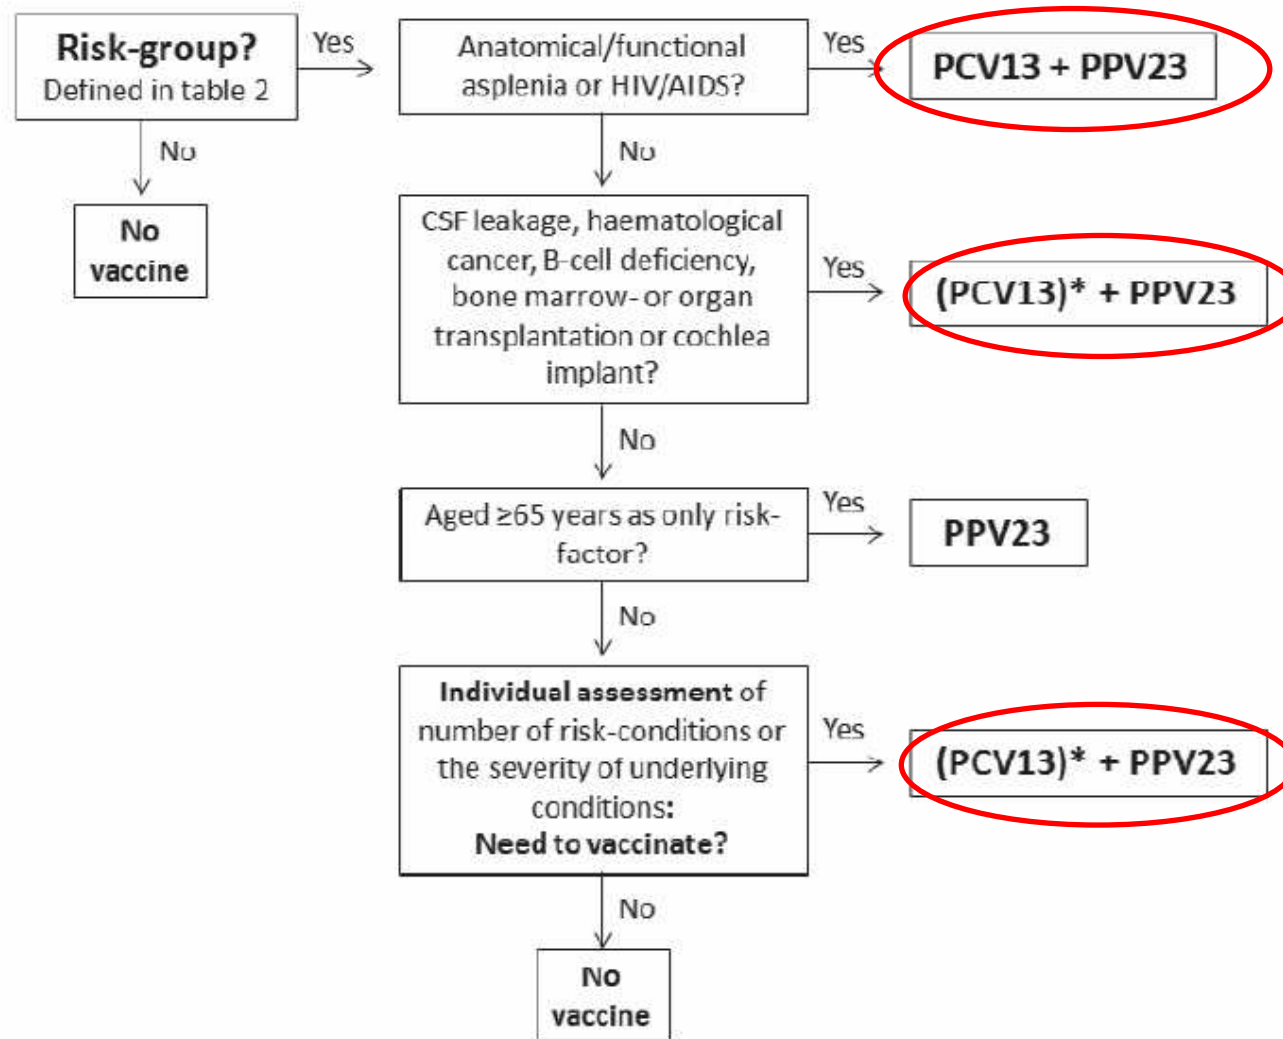 Risk-group?
Defined in table 2
Yes
Anatomical/functional
asplenia or HIV/AIDS?
Yes
PCV13 + PPV23
No
No
vaccine
No
CSF leakage, haematological
cancer, B-cell deficiency,
bone marrow- or organ
transplantation or cochlea
implant?
Yes
(PCV13)* + PPV23
No
Aged ≥65 years as only risk-
factor?
Yes
PPV23
No
Individual assessment of
number of risk-conditions or
the severity of underlying
conditions:
Need to vaccinate?
Yes
(PCV13)* + PPV23
No
No
vaccine